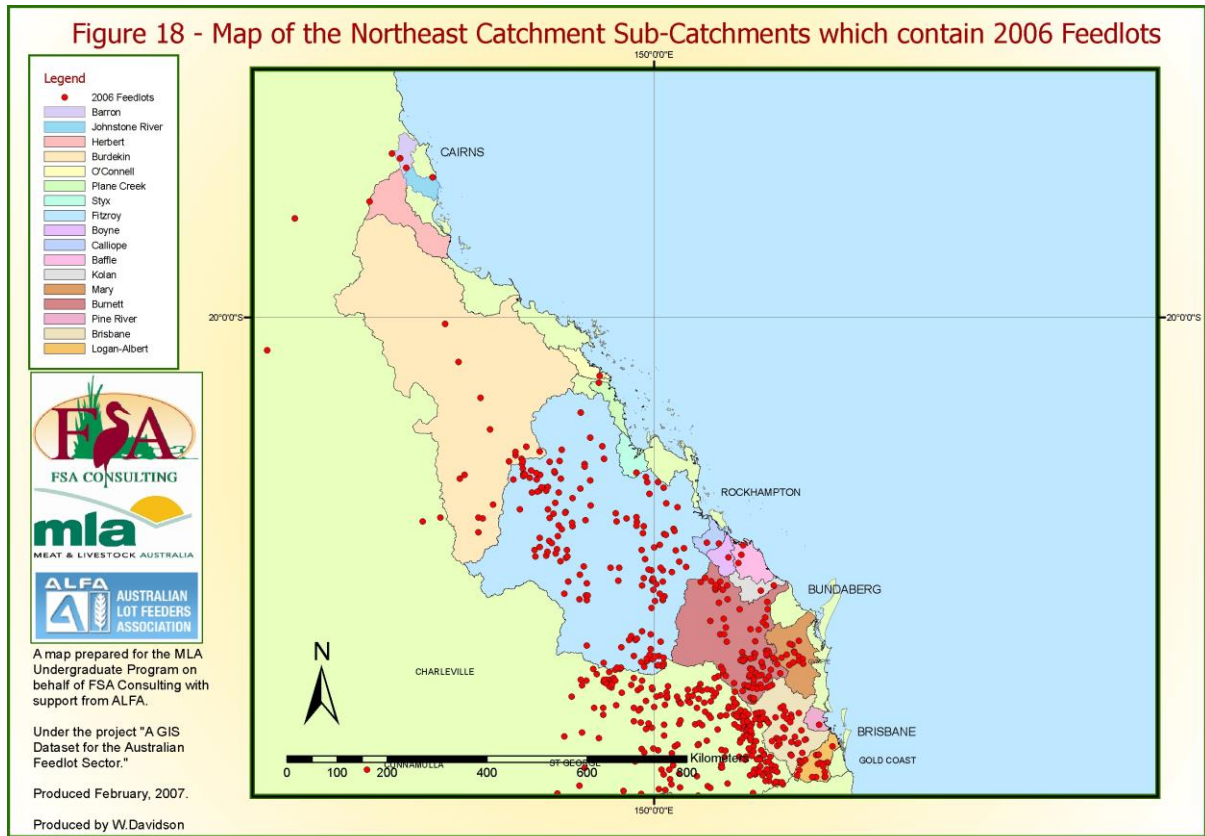 Figure 18 - Map of the Northeast Catchment Sub-Catchments which contain 2006 Feedlots
Legend
2006 Feedlots
Barron
Johnstone River
Herbert
Burdekin
O'Connell
Plane Creek
Styx
Fitzroy
Boyne
Calliope
Baffle
Kolan
Mary
Burnett
Pine River
Brisbane
Logan-Albert
FSA
FSA CONSULTING
mla
MEAT & LIVESTOCK AUSTRALIA
ALFA
AUSTRALIAN
LOT FEEDERS
ASSOCIATION
A map prepared for the MLA
Undergraduate Program on
behalf of FSA Consulting with
support from ALFA.
Under the project "A GIS
Dataset for the Australian
Feedlot Sector."
Produced February, 2007.
Produced by W.Davidson
150°0'0"E
CAIRNS
20°0'0"S
20°0'0"S
ROCKHAMPTON
BUNDABERG
CHARLEVILLE
N
BRISBANE
GOLD COAST
Kilometers
CUNNAMULLA
ST GEORGE
0 100 200 400 600 800
150°0'0"E